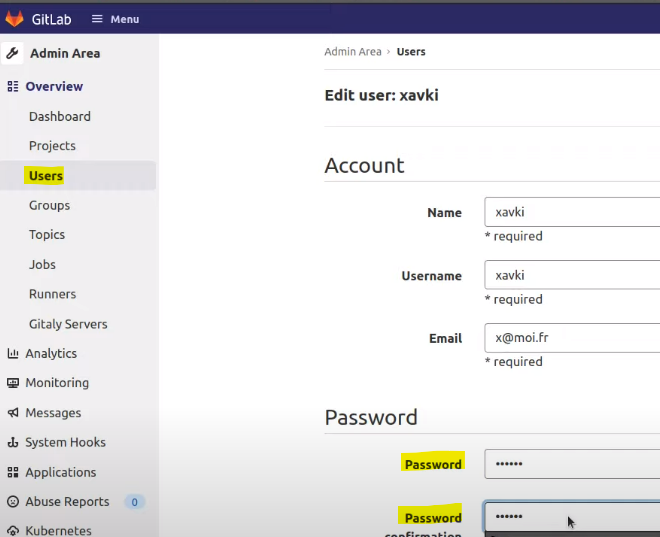 GitLab Menu
Admin Area
Overview
Dashboard
Projects
Users
Groups
Topics
Jobs
Runners
Gitaly Servers
Analytics
Monitoring
Messages
System Hooks
Applications
Abuse Reports 0
Kubernetes
Admin Area › Users
Edit user: xavki
Account
Name xavki
* required
Username xavki
* required
Email x@moi.fr
* required
Password
Password ••••••
Password ••••••
confirmation